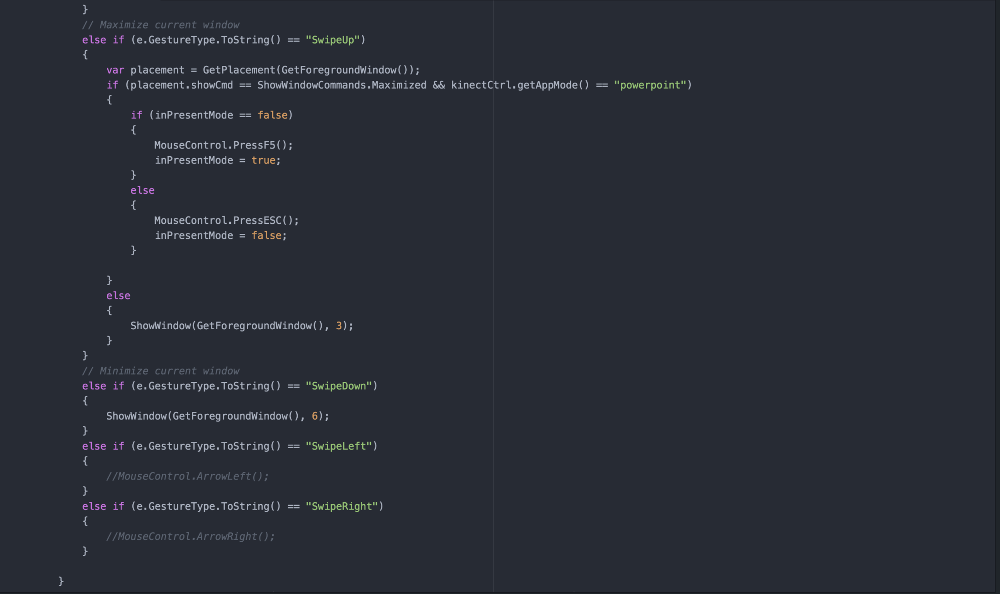 }
// Maximize current window
else if (e.GestureType.ToString() == "SwipeUp")
{
var placement = GetPlacement(GetForegroundWindow());
if (placement.showCmd == ShowWindowCommands.Maximized && kinectCtrl.getAppMode() == "powerpoint")
{
if (inPresentMode == false)
{
MouseControl.PressF5();
inPresentMode = true;
}
else
{
MouseControl.PressESC();
inPresentMode = false;
}
}
else
{
ShowWindow(GetForegroundWindow(), 3);
}
}
// Minimize current window
else if (e.GestureType.ToString() == "SwipeDown")
{
ShowWindow(GetForegroundWindow(), 6);
}
else if (e.GestureType.ToString() == "SwipeLeft")
{
//MouseControl.ArrowLeft();
}
else if (e.GestureType.ToString() == "SwipeRight")
{
//MouseControl.ArrowRight();
}
}